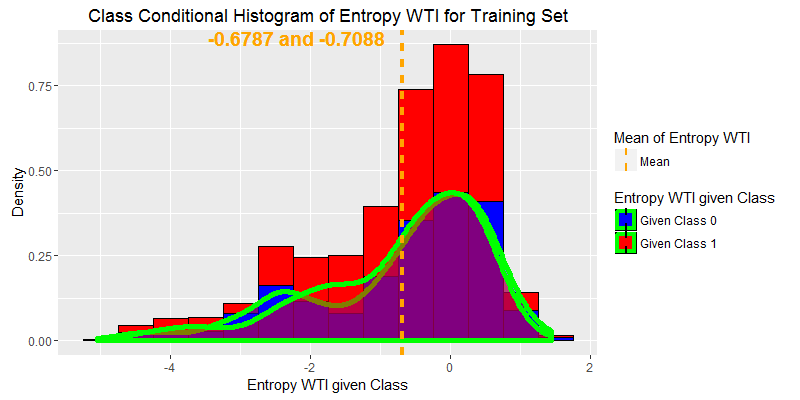 Class Conditional Histogram of Entropy WTI for Training Set
-0.6787 and -0.7088
Density
0.75
0.50
0.25
0.00
-4
-2
0
2
Entropy WTI given Class
Mean of Entropy WTI
Mean
Entropy WTI given Class
Given Class 0
Given Class 1